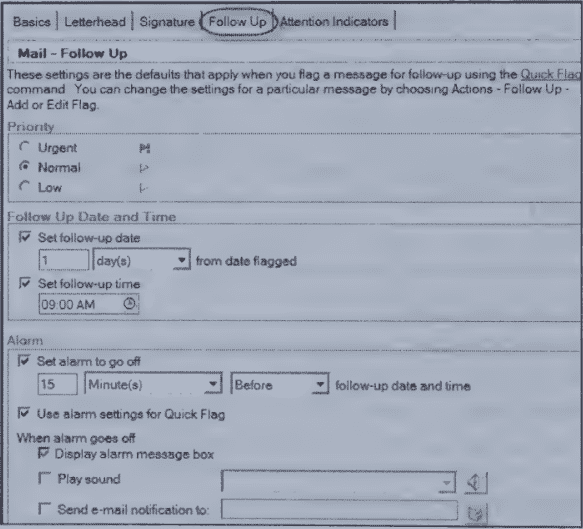 Basics | Letterhead | Signature | Follow Up | Attention Indicators |
Mail - Follow Up
These settings are the defaults that apply when you flag a message for follow-up using the Quick Flag
command You can change the settings for a particular message by choosing Actions - Follow Up -
Add or Edit Flag.
Priority
Urgent
Normal
Low
Follow Up Date and Time
Set follow-up date
1 day(s) from date flagged
Set follow-up time
09:00 AM
Alarm
Set alarm to go off
15 Minute(s) Before follow-up date and time
Use alarm settings for Quick Flag
When alarm goes off
Display alarm message box
Play sound
Send e-mail notification to: